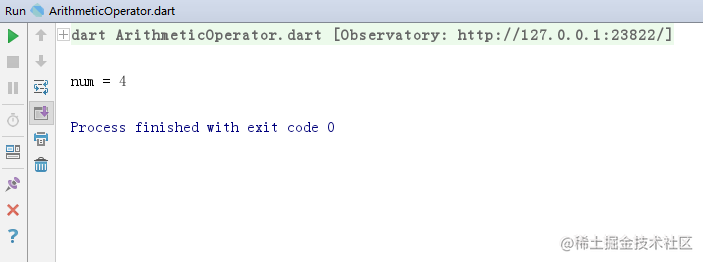 Run ArithmeticOperator.dart
dart ArithmeticOperator.dart [Observatory: http://127.0.0.1:23822/]
num = 4
Process finished with exit code 0
@稀土掘金技术社区